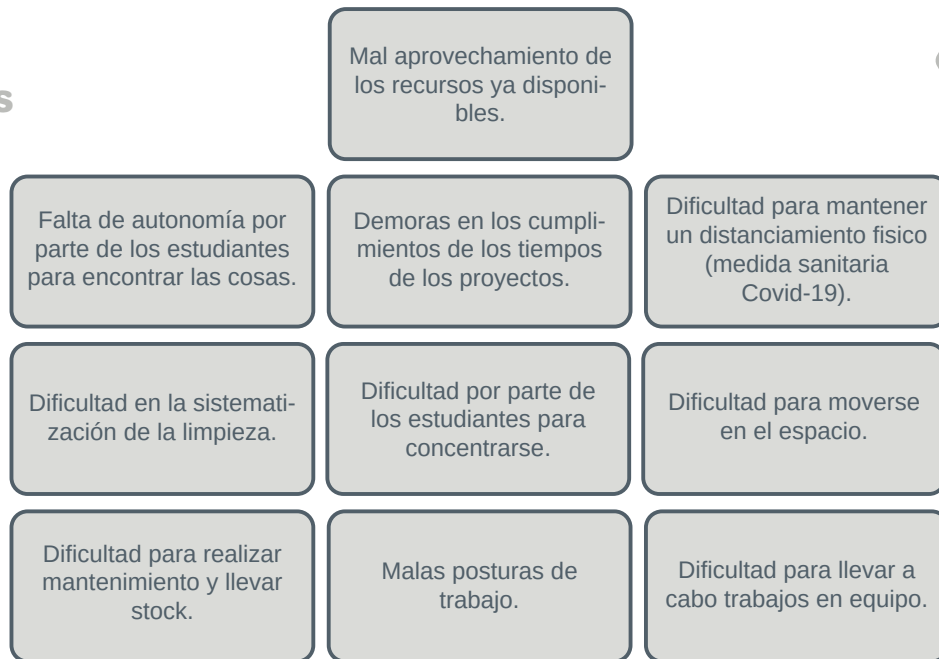 Mal aprovechamiento de
los recursos ya disponi-
bles.
s
Falta de autonomía por
parte de los estudiantes
para encontrar las cosas.
Demoras en los cumpli-
mientos de los tiempos
de los proyectos.
Dificultad para mantener
un distanciamiento fisico
(medida sanitaria
Covid-19).
Dificultad en la sistemati-
zación de la limpieza.
Dificultad por parte de
los estudiantes para
concentrarse.
Dificultad para moverse
en el espacio.
Dificultad para realizar
mantenimiento y llevar
stock.
Malas posturas de
trabajo.
Dificultad para llevar a
cabo trabajos en equipo.